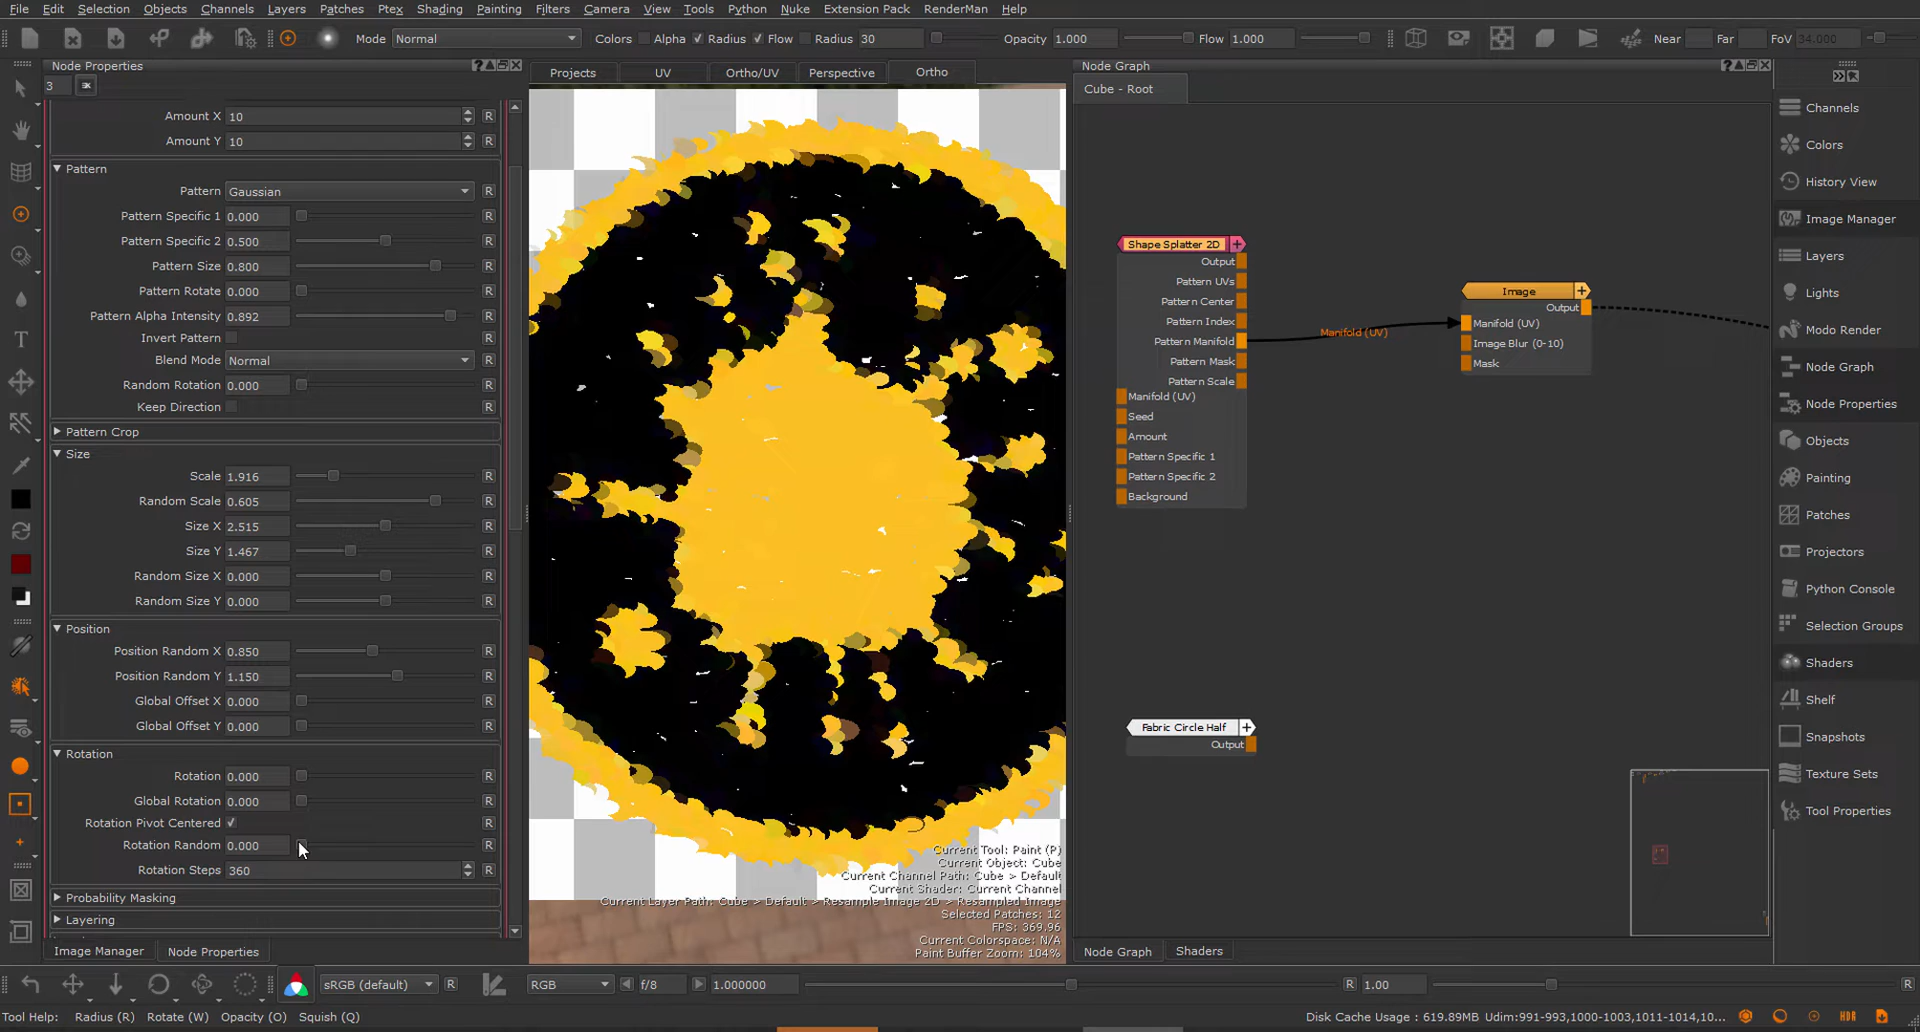 File Edit Selection Objects Channels Layers Patches Ptex Shading Painting Filters Camera View Tools Python Nuke Extension Pack RenderMan Help
Mode Normal Colors Alpha Radius Flow Radius 30 Opacity 1.000 Flow 1.000 Near Far FoV 34.000
Node Properties
3
Amount X 10 R
Amount Y 10 R
Pattern
Pattern Gaussian R
Pattern Specific 1 0.000 R
Pattern Specific 2 0.500 R
Pattern Size 0.800 R
Pattern Rotate 0.000 R
Pattern Alpha Intensity 0.892 R
Invert Pattern R
Blend Mode Normal R
Random Rotation 0.000 R
Keep Direction R
Pattern Crop
Size
Scale 1.916 R
Random Scale 0.605 R
Size X 2.515 R
Size Y 1.467 R
Random Size X 0.000 R
Random Size Y 0.000 R
Position
Position Random X 0.850 R
Position Random Y 1.150 R
Global Offset X 0.000 R
Global Offset Y 0.000 R
Rotation
Rotation 0.000 R
Global Rotation 0.000 R
Rotation Pivot Centered R
Rotation Random 0.000 R
Rotation Steps 360 R
Probability Masking
Layering
Image Manager Node Properties
Projects UV Ortho/UV Perspective Ortho
Current Tool: Paint (P)
Current Object: Cube
Current Channel Path: Cube > Default
Current Shader: Current Channel
Current Layer Path: Cube > Default > Resample Image 2D > Resampled Image
Selected Patches: 12
FPS: 369.96
Current Colorspace: N/A
Paint Buffer Zoom: 104%
Node Graph
Cube - Root
Shape Splatter 2D
Output
Pattern UVs
Pattern Center
Pattern Index
Pattern Manifold
Pattern Mask
Pattern Scale
Manifold (UV)
Seed
Amount
Pattern Specific 1
Pattern Specific 2
Background
Manifold (UV)
Image
Output
Manifold (UV)
Image Blur (0-10)
Mask
Fabric Circle Half
Output
Node Graph Shaders
Channels
Colors
History View
Image Manager
Layers
Lights
Modo Render
Node Graph
Node Properties
Objects
Painting
Patches
Projectors
Python Console
Selection Groups
Shaders
Shelf
Snapshots
Texture Sets
Tool Properties
sRGB (default) R RGB f/8 1.000000 R 1.00 R
Tool Help: Radius (R) Rotate (W) Opacity (O) Squish (Q) Disk Cache Usage: 619.89MB Udim:991-993,1000-1003,1011-1014,10... HDR